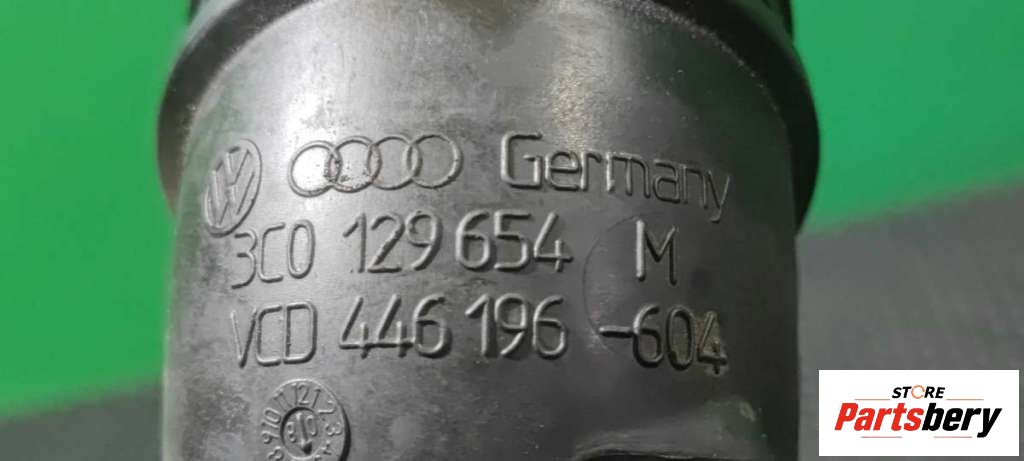 Germany
3C0 129 654 M
VCD 446 196 -604
STORE
Partsbery